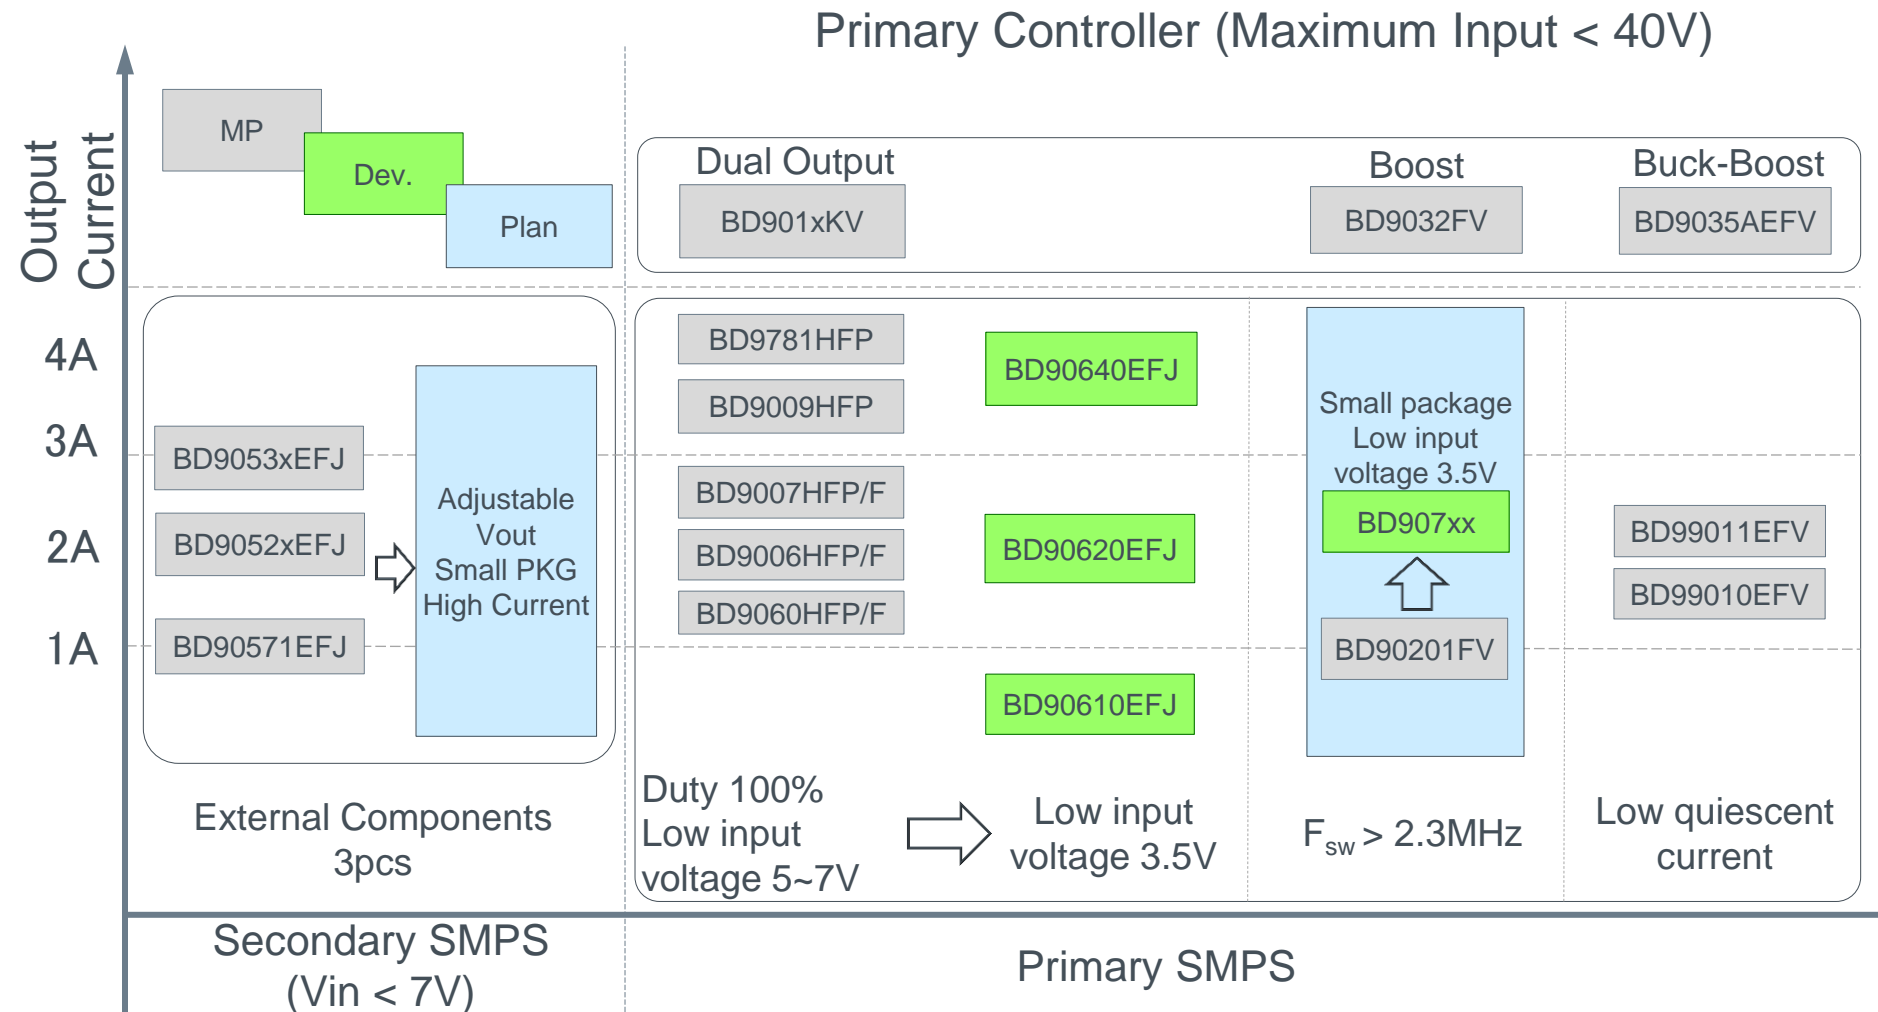 Primary Controller (Maximum Input < 40V)
Output
Current
MP
Dev.
Plan
Dual Output
BD901xKV
Boost
BD9032FV
Buck-Boost
BD9035AEFV
4A
3A
2A
1A
BD9053xEFJ
BD9052xEFJ
BD90571EFJ
Adjustable
Vout
Small PKG
High Current
External Components
3pcs
BD9781HFP
BD9009HFP
BD9007HFP/F
BD9006HFP/F
BD9060HFP/F
Duty 100%
Low input
voltage 5~7V
BD90640EFJ
BD90620EFJ
BD90610EFJ
Low input
voltage 3.5V
Small package
Low input
voltage 3.5V
BD907xx
BD90201FV
Fsw > 2.3MHz
BD99011EFV
BD99010EFV
Low quiescent
current
Secondary SMPS
(Vin < 7V)
Primary SMPS